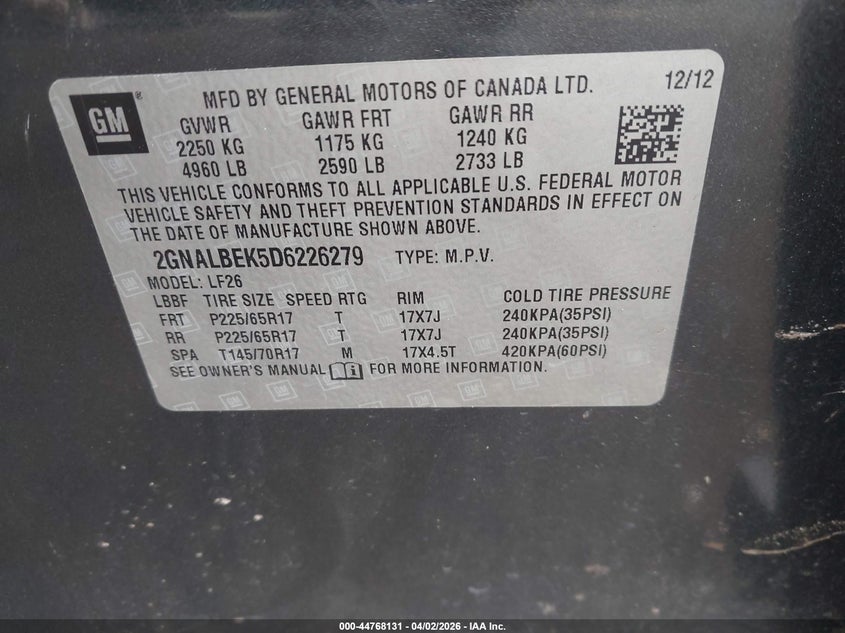 GM ® MFD BY GENERAL MOTORS OF CANADA LTD. 12/12
GVWR GAWR FRT GAWR RR
2250 KG 1175 KG 1240 KG
4960 LB 2590 LB 2733 LB
THIS VEHICLE CONFORMS TO ALL APPLICABLE U.S. FEDERAL MOTOR
VEHICLE SAFETY AND THEFT PREVENTION STANDARDS IN EFFECT ON
THE DATE OF MANUFACTURE SHOWN ABOVE.
2GNALBEK5D6226279 TYPE: M.P.V.
MODEL: LF26
LBBF TIRE SIZE SPEED RTG RIM COLD TIRE PRESSURE
FRT P225/65R17 T 17X7J 240KPA(35PSI)
RR P225/65R17 T 17X7J 240KPA(35PSI)
SPA T145/70R17 M 17X4.5T 420KPA(60PSI)
SEE OWNER'S MANUAL FOR MORE INFORMATION.
000-44768131 - 04/02/2026 - IAA Inc.